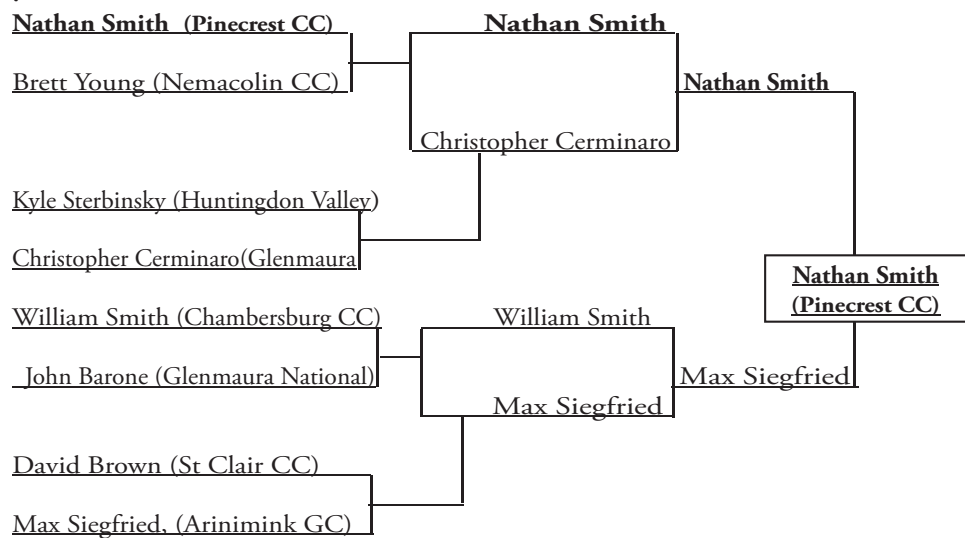 Nathan Smith (Pinecrest CC)
Nathan Smith
Brett Young (Nemacolin CC)
Nathan Smith
Christopher Cerminaro
Kyle Sterbinsky (Huntingdon Valley)
Christopher Cerminaro(Glenmaura
Nathan Smith
(Pinecrest CC)
William Smith (Chambersburg CC)
William Smith
John Barone (Glenmaura National)
Max Siegfried
Max Siegfried
David Brown (St Clair CC)
Max Siegfried, (Arinimink GC)